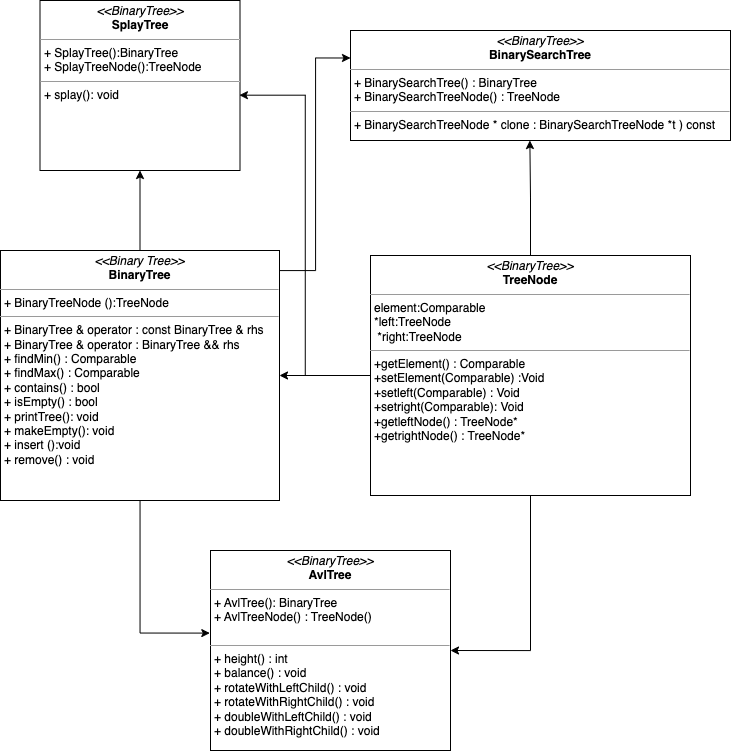 <<BinaryTree>>
SplayTree
+ SplayTree():BinaryTree
+ SplayTreeNode():TreeNode
+ splay(): void
<<BinaryTree>>
BinarySearchTree
+ BinarySearchTree() : BinaryTree
+ BinarySearchTreeNode() : TreeNode
+ BinarySearchTreeNode * clone : BinarySearchTreeNode *t ) const
<<Binary Tree>>
BinaryTree
+ BinaryTreeNode ():TreeNode
+ BinaryTree & operator : const BinaryTree & rhs
+ BinaryTree & operator : BinaryTree && rhs
+ findMin() : Comparable
+ findMax() : Comparable
+ contains() : bool
+ isEmpty() : bool
+ printTree(): void
+ makeEmpty(): void
+ insert ():void
+ remove() : void
<<BinaryTree>>
TreeNode
element:Comparable
*left:TreeNode
*right:TreeNode
+getElement() : Comparable
+setElement(Comparable) :Void
+setleft(Comparable) : Void
+setright(Comparable): Void
+getleftNode() : TreeNode*
+getrightNode() : TreeNode*
<<BinaryTree>>
AvlTree
+ AvlTree(): BinaryTree
+ AvlTreeNode() : TreeNode()
+ height() : int
+ balance() : void
+ rotateWithLeftChild() : void
+ rotateWithRightChild() : void
+ doubleWithLeftChild() : void
+ doubleWithRightChild() : void